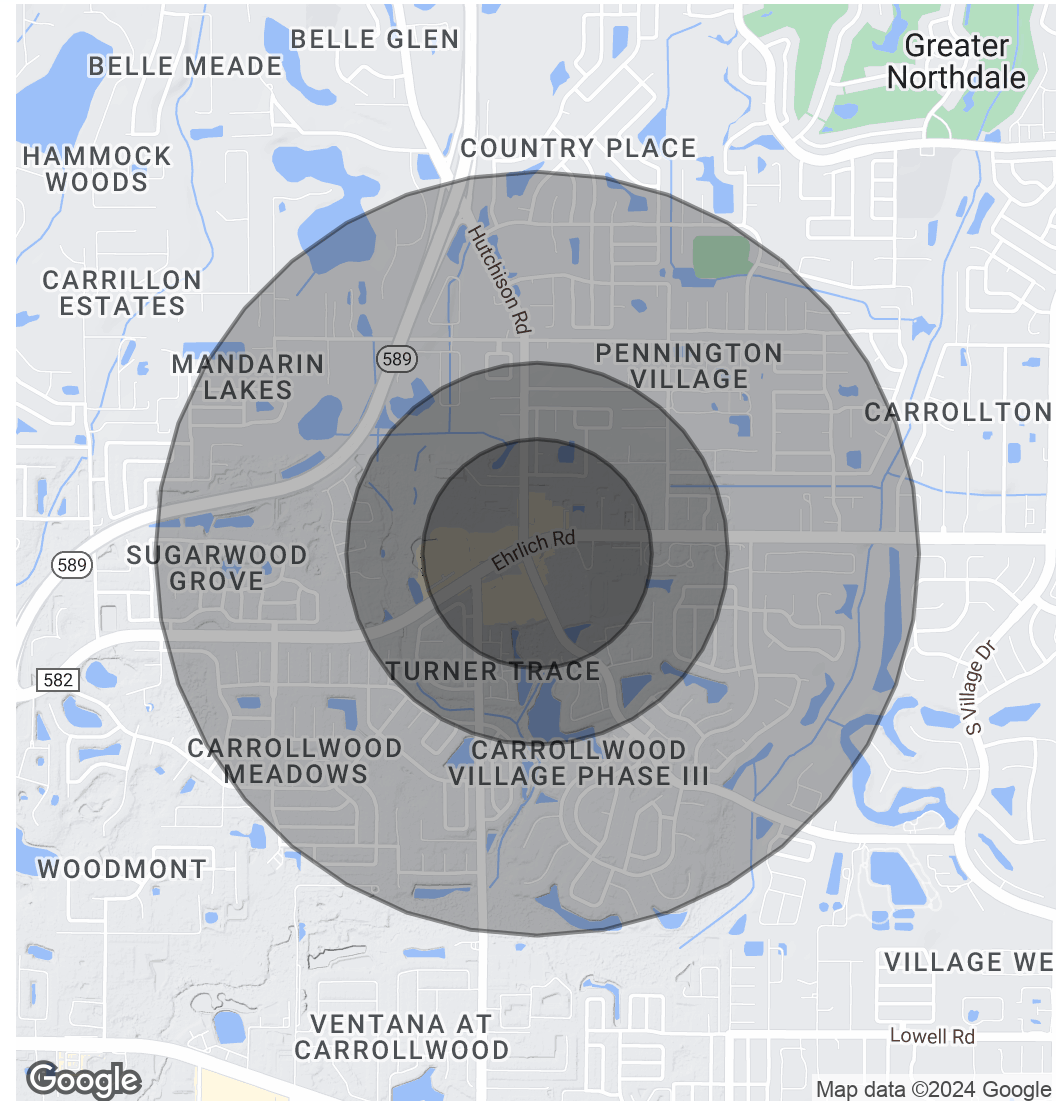 BELLE GLEN
BELLE MEADE
Greater
Northdale
HAMMOCK
WOODS
COUNTRY PLACE
Hutchison Rd
CARRILLON
ESTATES
MANDARIN
LAKES
589
PENNINGTON
VILLAGE
CARROLLTON
Ehrlich Rd
SUGARWOOD
GROVE
589
582
TURNER TRACE
S Village Dr
CARROLLWOOD
MEADOWS
CARROLLWOOD
VILLAGE PHASE III
WOODMONT
VILLAGE WE
VENTANA AT
CARROLLWOOD
Lowell Rd
Google
Map data ©2024 Google